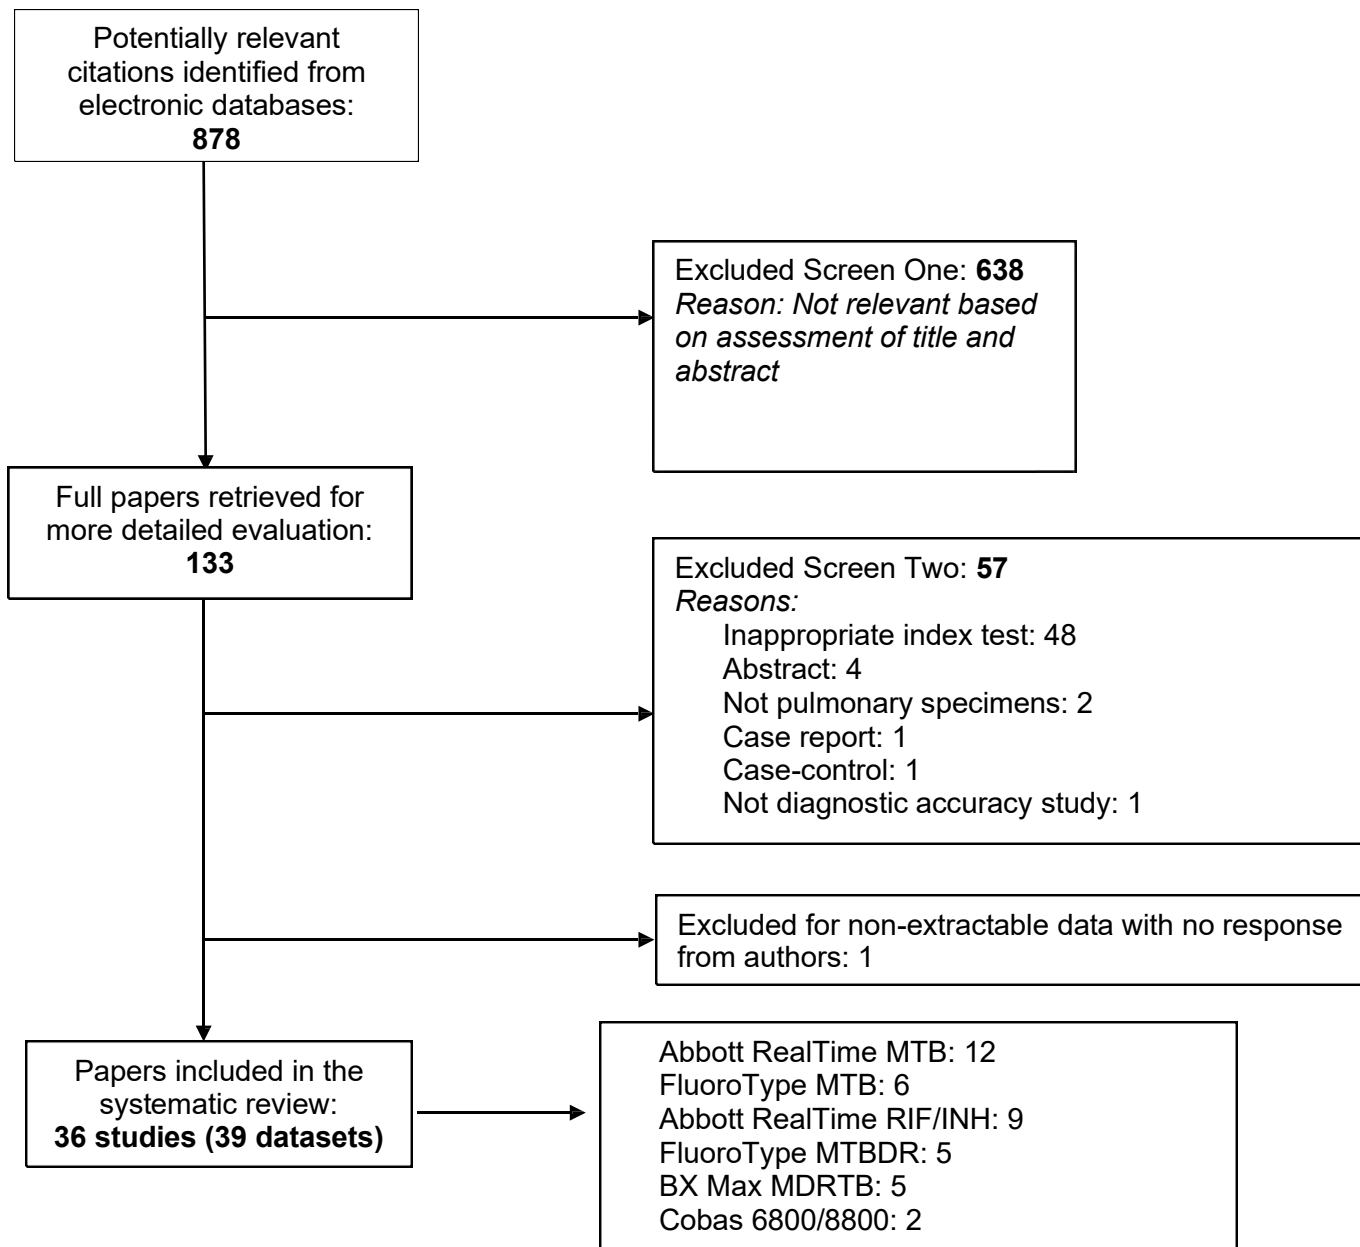 Potentially relevant
citations identified from
electronic databases:
878
Excluded Screen One: 638
Reason: Not relevant based
on assessment of title and
abstract
Full papers retrieved for
more detailed evaluation:
133
Excluded Screen Two: 57
Reasons:
Inappropriate index test: 48
Abstract: 4
Not pulmonary specimens: 2
Case report: 1
Case-control: 1
Not diagnostic accuracy study: 1
Excluded for non-extractable data with no response
from authors: 1
Papers included in the
systematic review:
36 studies (39 datasets)
Abbott RealTime MTB: 12
FluoroType MTB: 6
Abbott RealTime RIF/INH: 9
FluoroType MTBDR: 5
BX Max MDRTB: 5
Cobas 6800/8800: 2